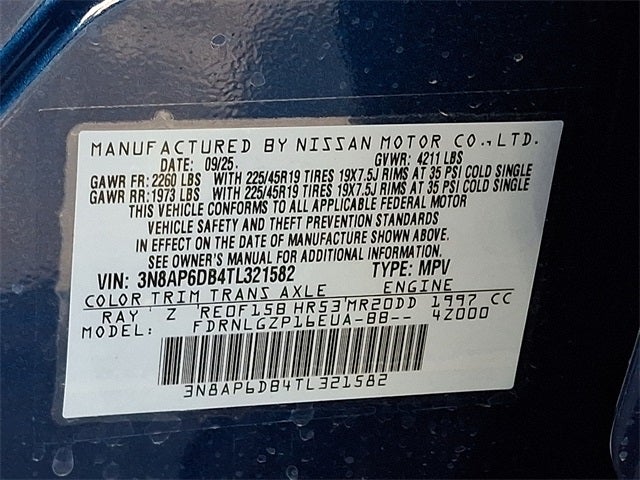 MANUFACTURED BY NISSAN MOTOR CO., LTD.
DATE: 09/25. GVWR: 4211 LBS
GAWR FR: 2260 LBS WITH 225/45R19 TIRES 19X7.5J RIMS AT 35 PSI COLD SINGLE
GAWR RR: 1973 LBS WITH 225/45R19 TIRES 19X7.5J RIMS AT 35 PSI COLD SINGLE
THIS VEHICLE CONFORMS TO ALL APPLICABLE FEDERAL MOTOR
VEHICLE SAFETY AND THEFT PREVENTION STANDARDS
IN EFFECT ON THE DATE OF MANUFACTURE SHOWN ABOVE.
SEE OWNER'S MANUAL FOR ADDITIONAL INFORMATION.
VIN: 3N8AP6DB4TL321582 TYPE: MPV
COLOR TRIM TRANS AXLE ENGINE
RAY Z RE0F15B HR53 MR20DD 1997 CC
MODEL: FDRNLGZP16EUA-BB-- 4Z000
3N8AP6DB4TL321582